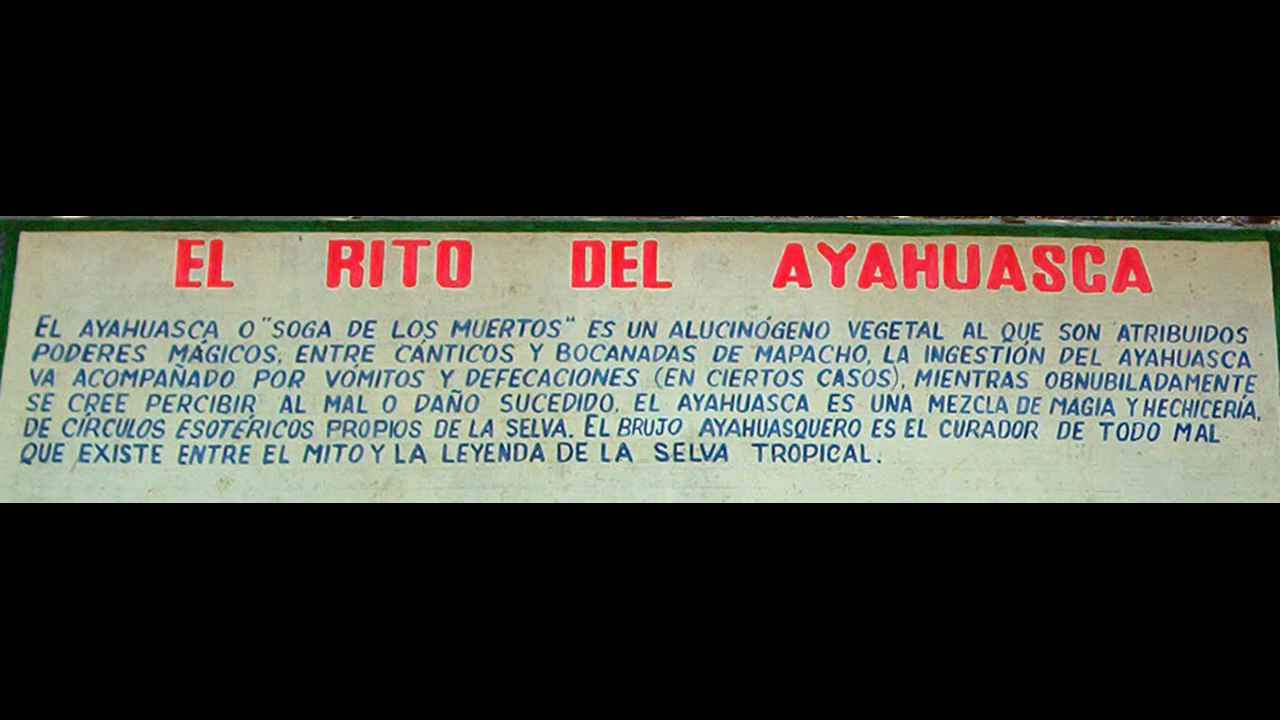 EL RITO DEL AYAHUASCA
EL AYAHUASCA O "SOGA DE LOS MUERTOS" ES UN ALUCINÓGENO VEGETAL AL QUE SON ATRIBUIDOS
PODERES MÁGICOS, ENTRE CÁNTICOS Y BOCANADAS DE MAPACHO, LA INGESTIÓN DEL AYAHUASCA
VA ACOMPAÑADO POR VÓMITOS Y DEFECACIONES (EN CIERTOS CASOS), MIENTRAS OBNUBILADAMENTE
SE CREE PERCIBIR AL MAL O DAÑO SUCEDIDO, EL AYAHUASCA ES UNA MEZCLA DE MAGIA Y HECHICERÍA,
DE CÍRCULOS ESOTÉRICOS PROPIOS DE LA SELVA. EL BRUJO AYAHUASQUERO ES EL CURADOR DE TODO MAL
QUE EXISTE ENTRE EL MITO Y LA LEYENDA DE LA SELVA TROPICAL.